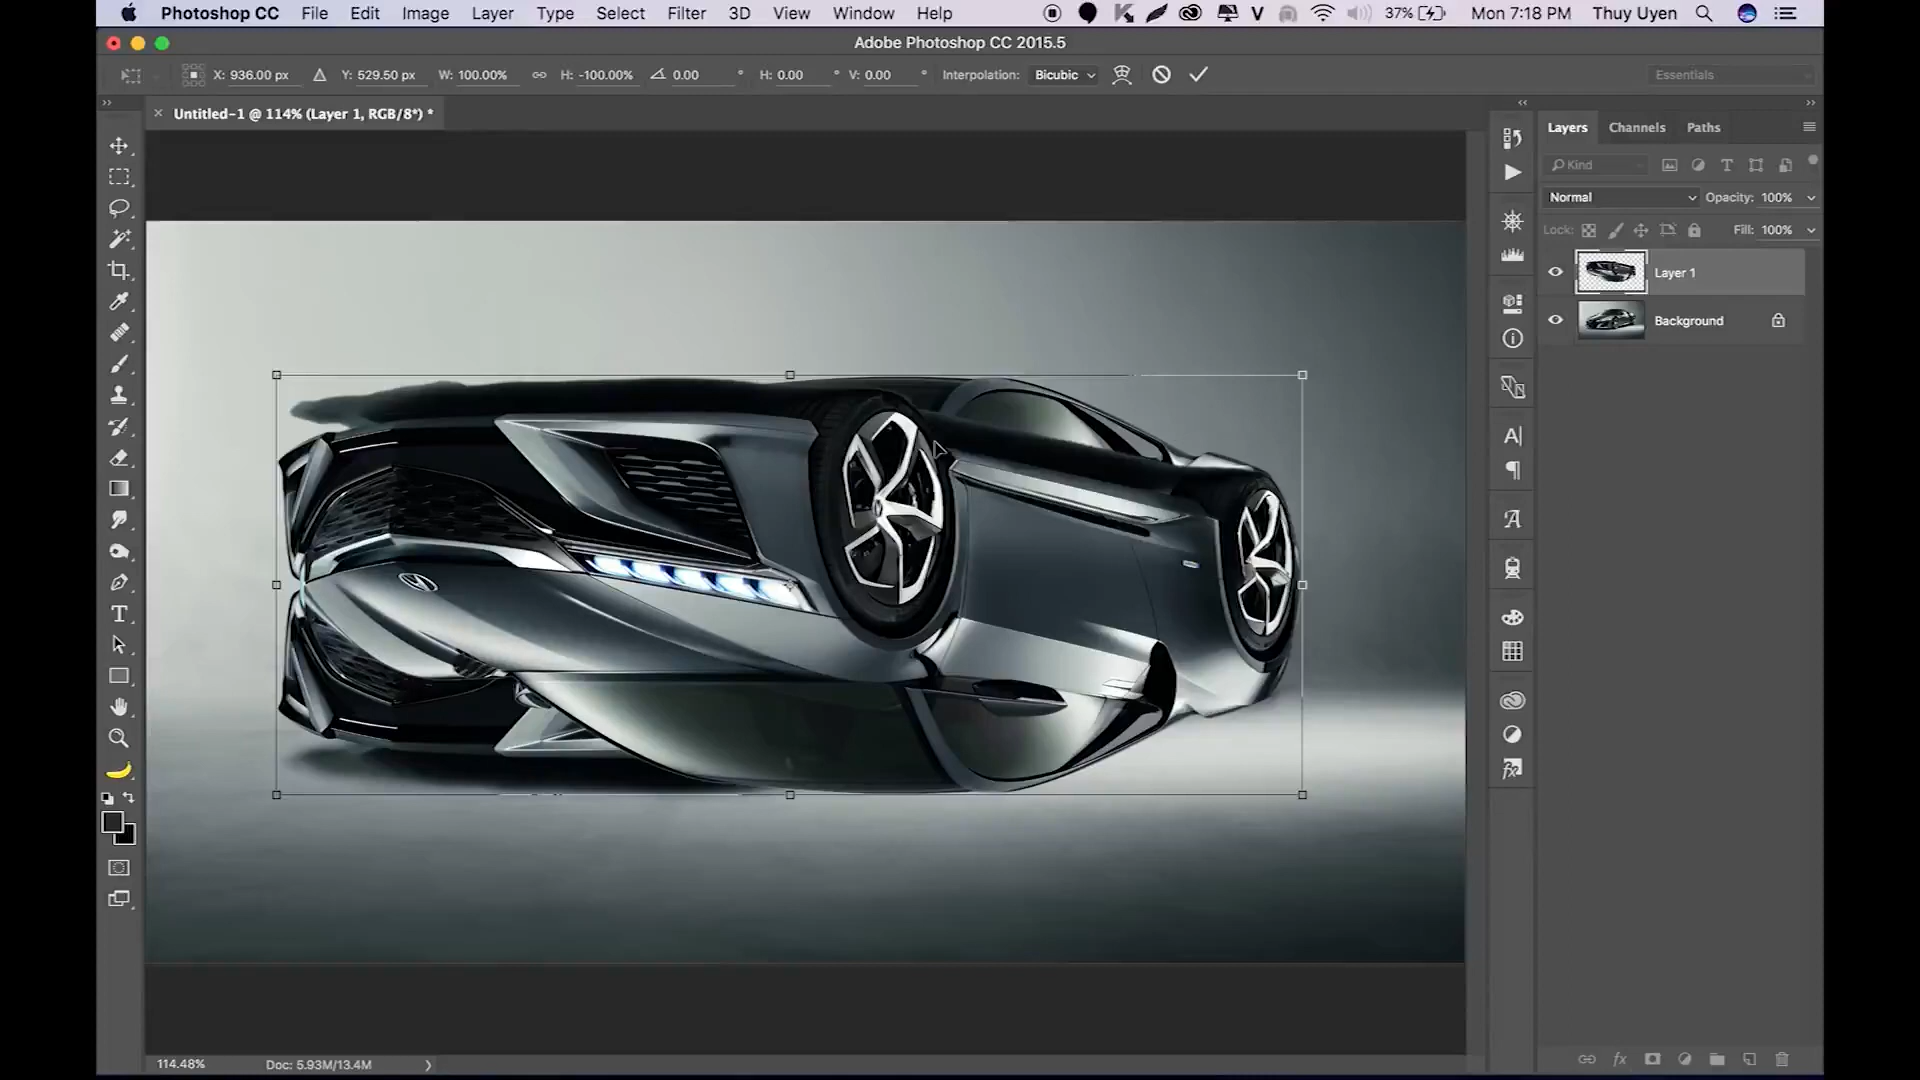 Photoshop CC File Edit Image Layer Type Select Filter 3D View Window Help 37% Mon 7:18 PM Thuy Uyen
Adobe Photoshop CC 2015.5
X: 936.00 px Y: 529.50 px W: 100.00% H: -100.00% 0.00 ° H: 0.00 ° V: 0.00 ° Interpolation: Bicubic Essentials
Untitled-1 @ 114% (Layer 1, RGB/8*) *
Layers Channels Paths
Kind
Normal Opacity: 100%
Lock: Fill: 100%
Layer 1
Background
114.48% Doc: 5.93M/13.4M